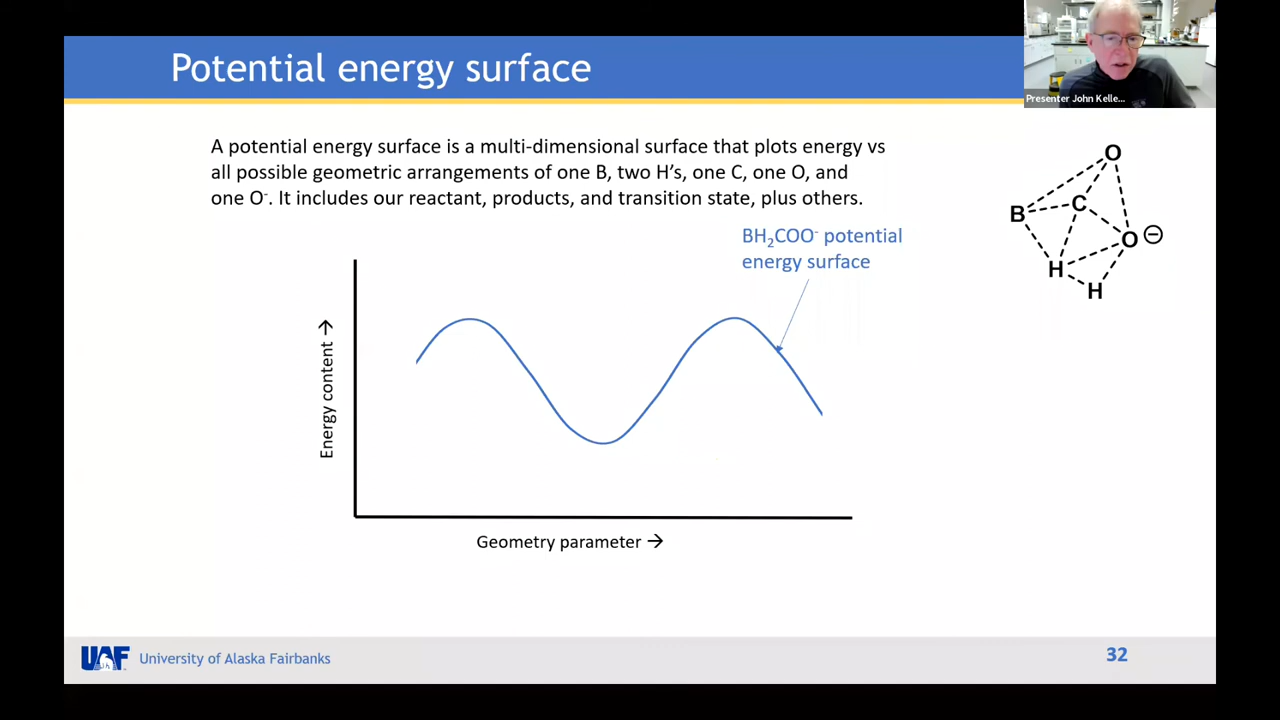 Potential energy surface
Presenter John Kelle...
A potential energy surface is a multi-dimensional surface that plots energy vs
all possible geometric arrangements of one B, two H's, one C, one O, and
one O⁻. It includes our reactant, products, and transition state, plus others.
BH₂COO⁻ potential
energy surface
O
B
C
O ⊖
H
H
Energy content →
Geometry parameter →
UAF
University of Alaska Fairbanks
32